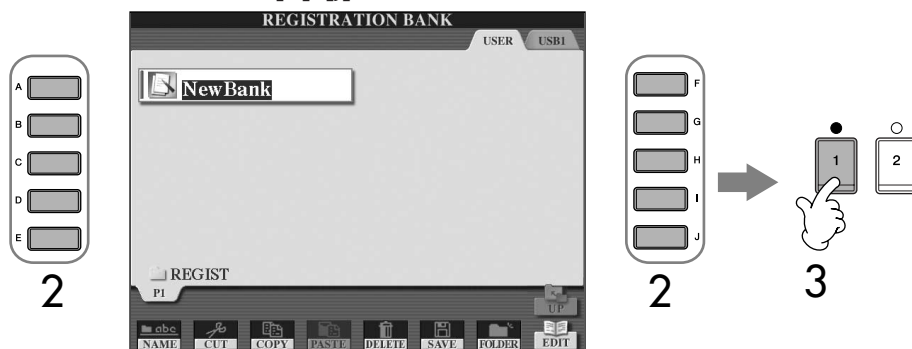 REGISTRATION BANK
USER USB1
NewBank
REGIST
P1
UP
abc
NAME CUT COPY PASTE DELETE SAVE FOLDER EDIT
A
B
C
D
E
2
F
G
H
I
J
2
1 2
3